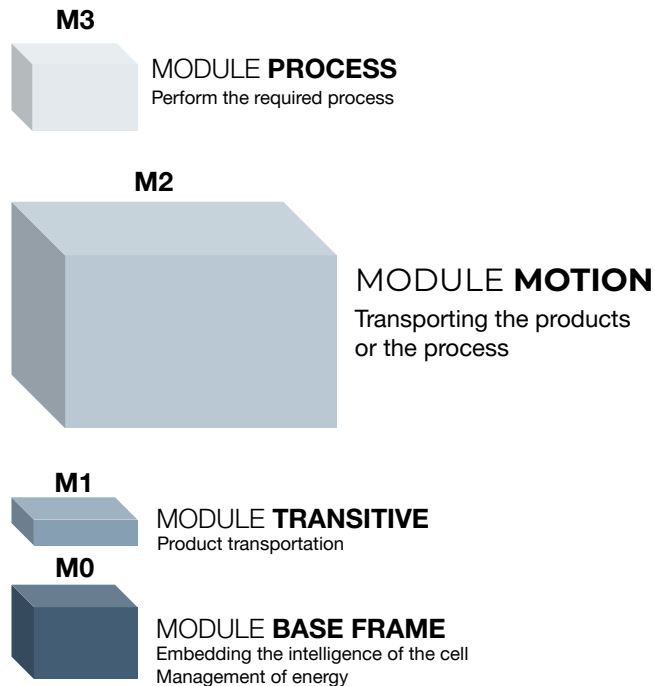 M3
MODULE PROCESS
Perform the required process
M2
MODULE MOTION
Transporting the products
or the process
M1
MODULE TRANSITIVE
Product transportation
M0
MODULE BASE FRAME
Embedding the intelligence of the cell
Management of energy